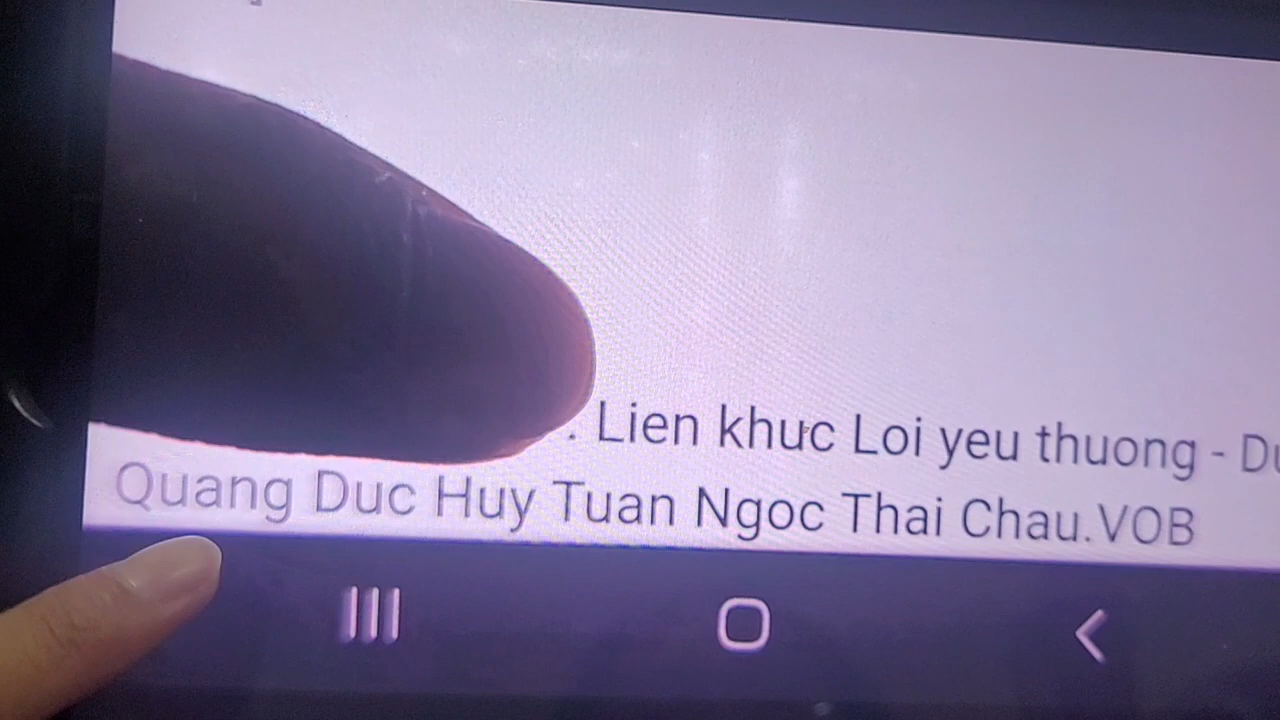 . Lien khuc Loi yeu thuong -
Quang Duc Huy Tuan Ngoc Thai Chau.VOB